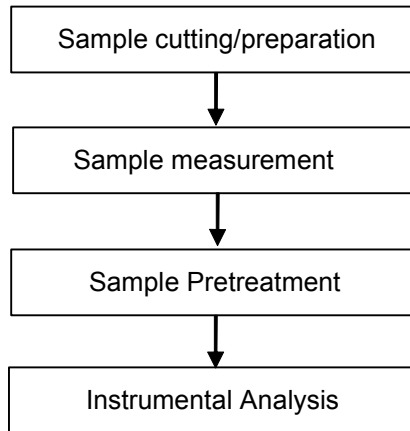 Sample cutting/preparation
Sample measurement
Sample Pretreatment
Instrumental Analysis